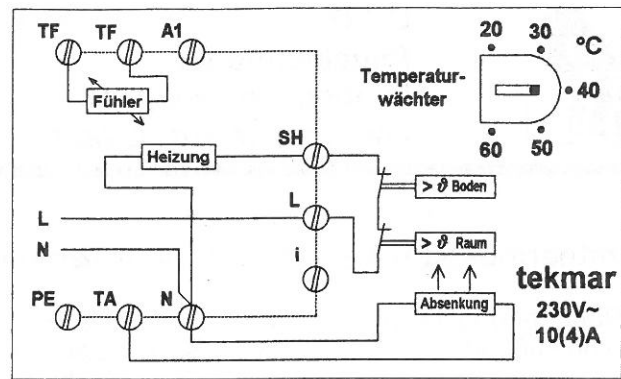 TF TF A1
Fühler
20 30 °C
Temperatur-
wächter
40
60 50
SH
Heizung
> ϑ Boden
L
L
N
> ϑ Raum
i
PE TA N
Absenkung
tekmar
230V~
10(4)A